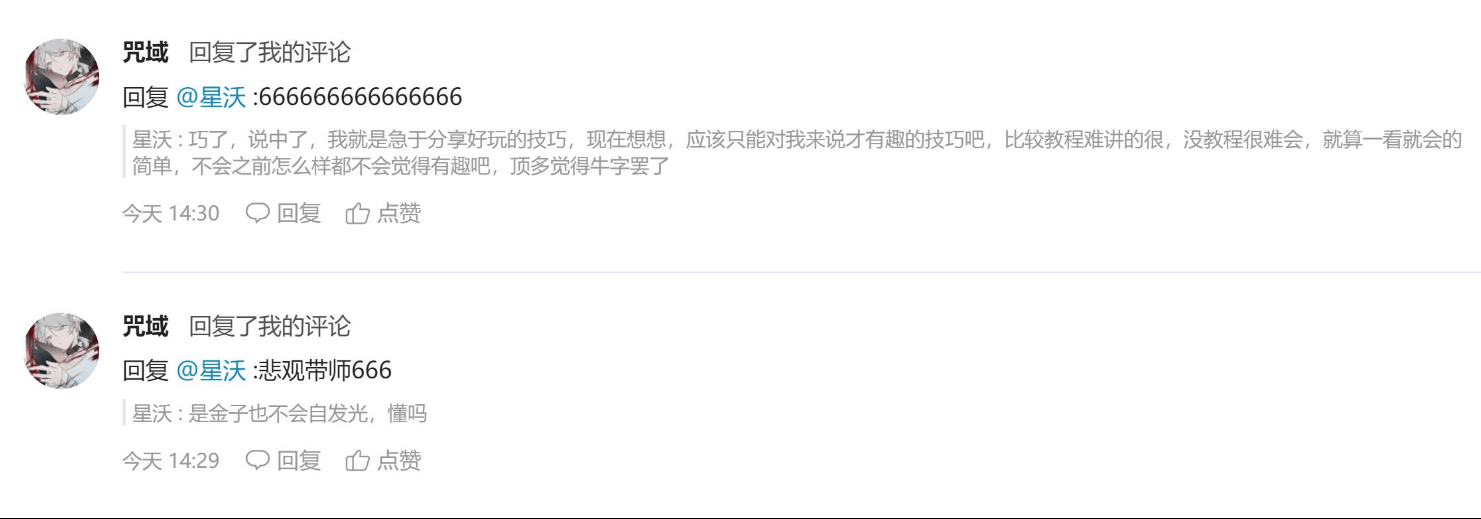 咒域 回复了我的评论
回复 @星沃 :666666666666666
星沃 : 巧了，说中了，我就是急于分享好玩的技巧，现在想想，应该只能对我来说才有趣的技巧吧，比较教程难讲的很，没教程很难会，就算一看就会的
简单，不会之前怎么样都不会觉得有趣吧，顶多觉得牛字罢了
今天 14:30 回复 点赞
咒域 回复了我的评论
回复 @星沃 :悲观带师666
星沃 : 是金子也不会自发光，懂吗
今天 14:29 回复 点赞